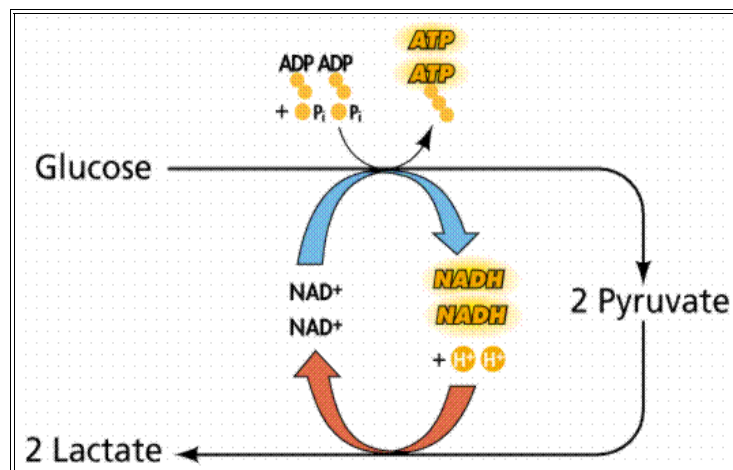 ATP
ADP ADP
ATP
+ Pi Pi
Glucose
NAD+
NADH
NAD+
NADH
2 Pyruvate
+ H+ H+
2 Lactate